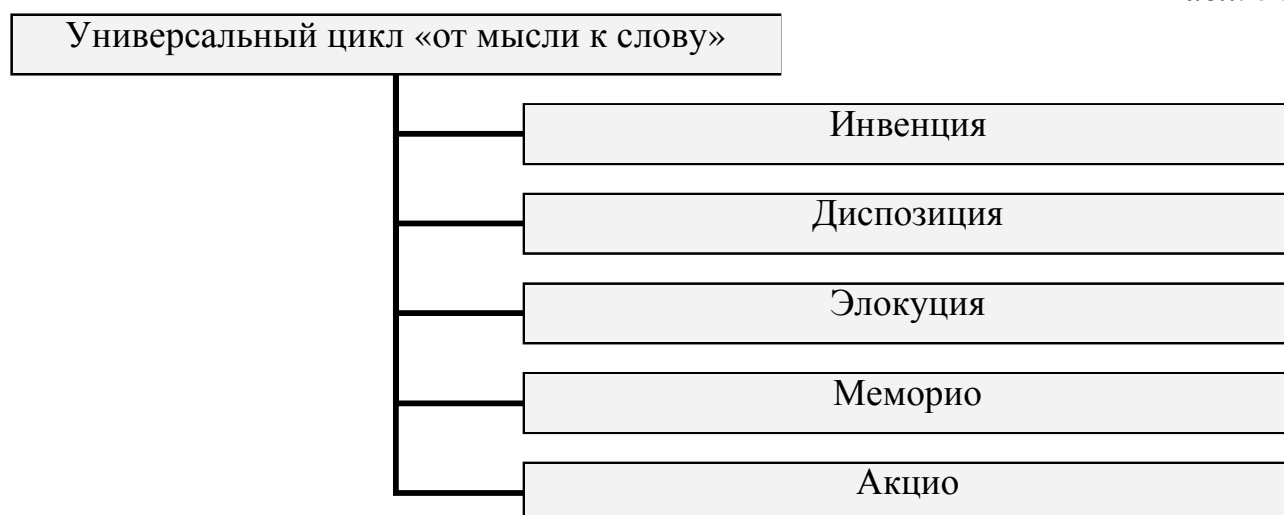 Универсальный цикл «от мысли к слову»
Инвенция
Диспозиция
Элокуция
Меморио
Акцио